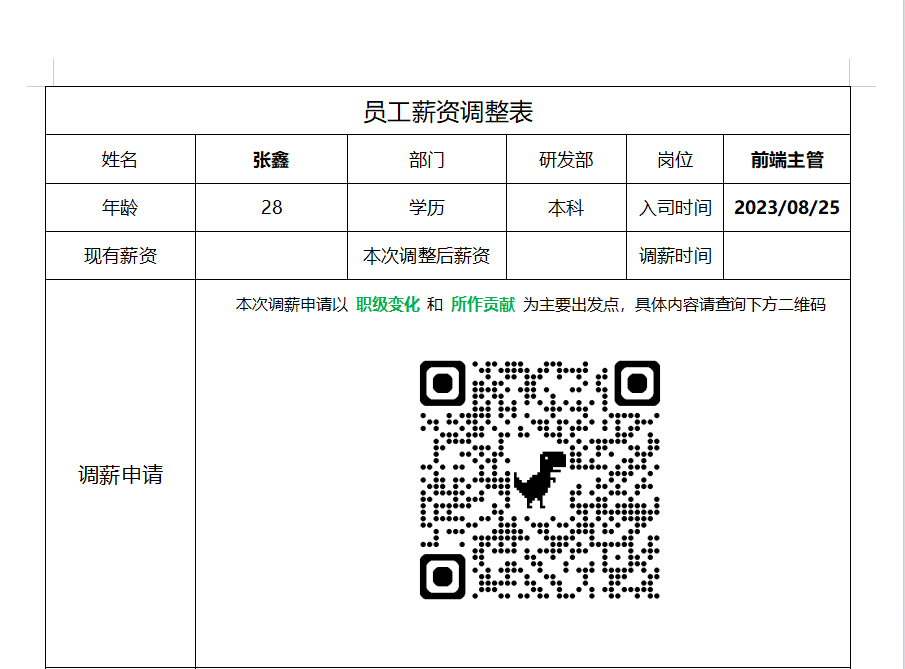 员工薪资调整表
姓名 张鑫 部门 研发部 岗位 前端主管
年龄 28 学历 本科 入司时间 2023/08/25
现有薪资 本次调整后薪资 调薪时间
本次调薪申请以 职级变化 和 所作贡献 为主要出发点，具体内容请查询下方二维码
调薪申请